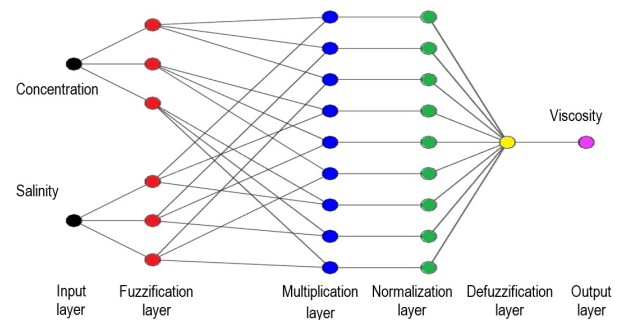 Concentration
Viscosity
Salinity
Input
layer
Fuzzification
layer
Multiplication
layer
Normalization
layer
Defuzzification
layer
Output
layer